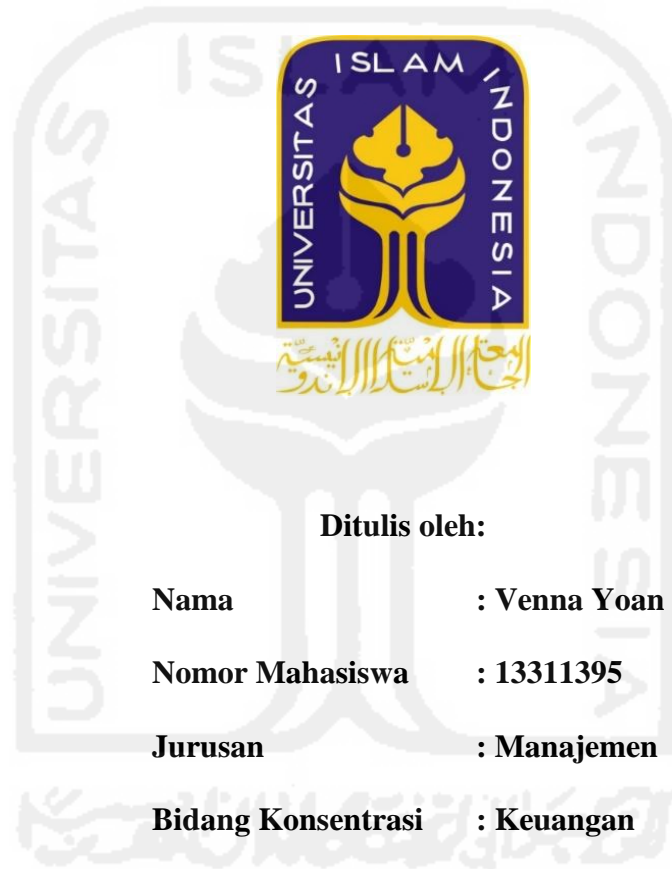 ISLAM
UNIVERSITAS
INDONESIA
الجامعة الإسلامية الإندونيسية
Ditulis oleh:
Nama : Venna Yoan
Nomor Mahasiswa : 13311395
Jurusan : Manajemen
Bidang Konsentrasi : Keuangan